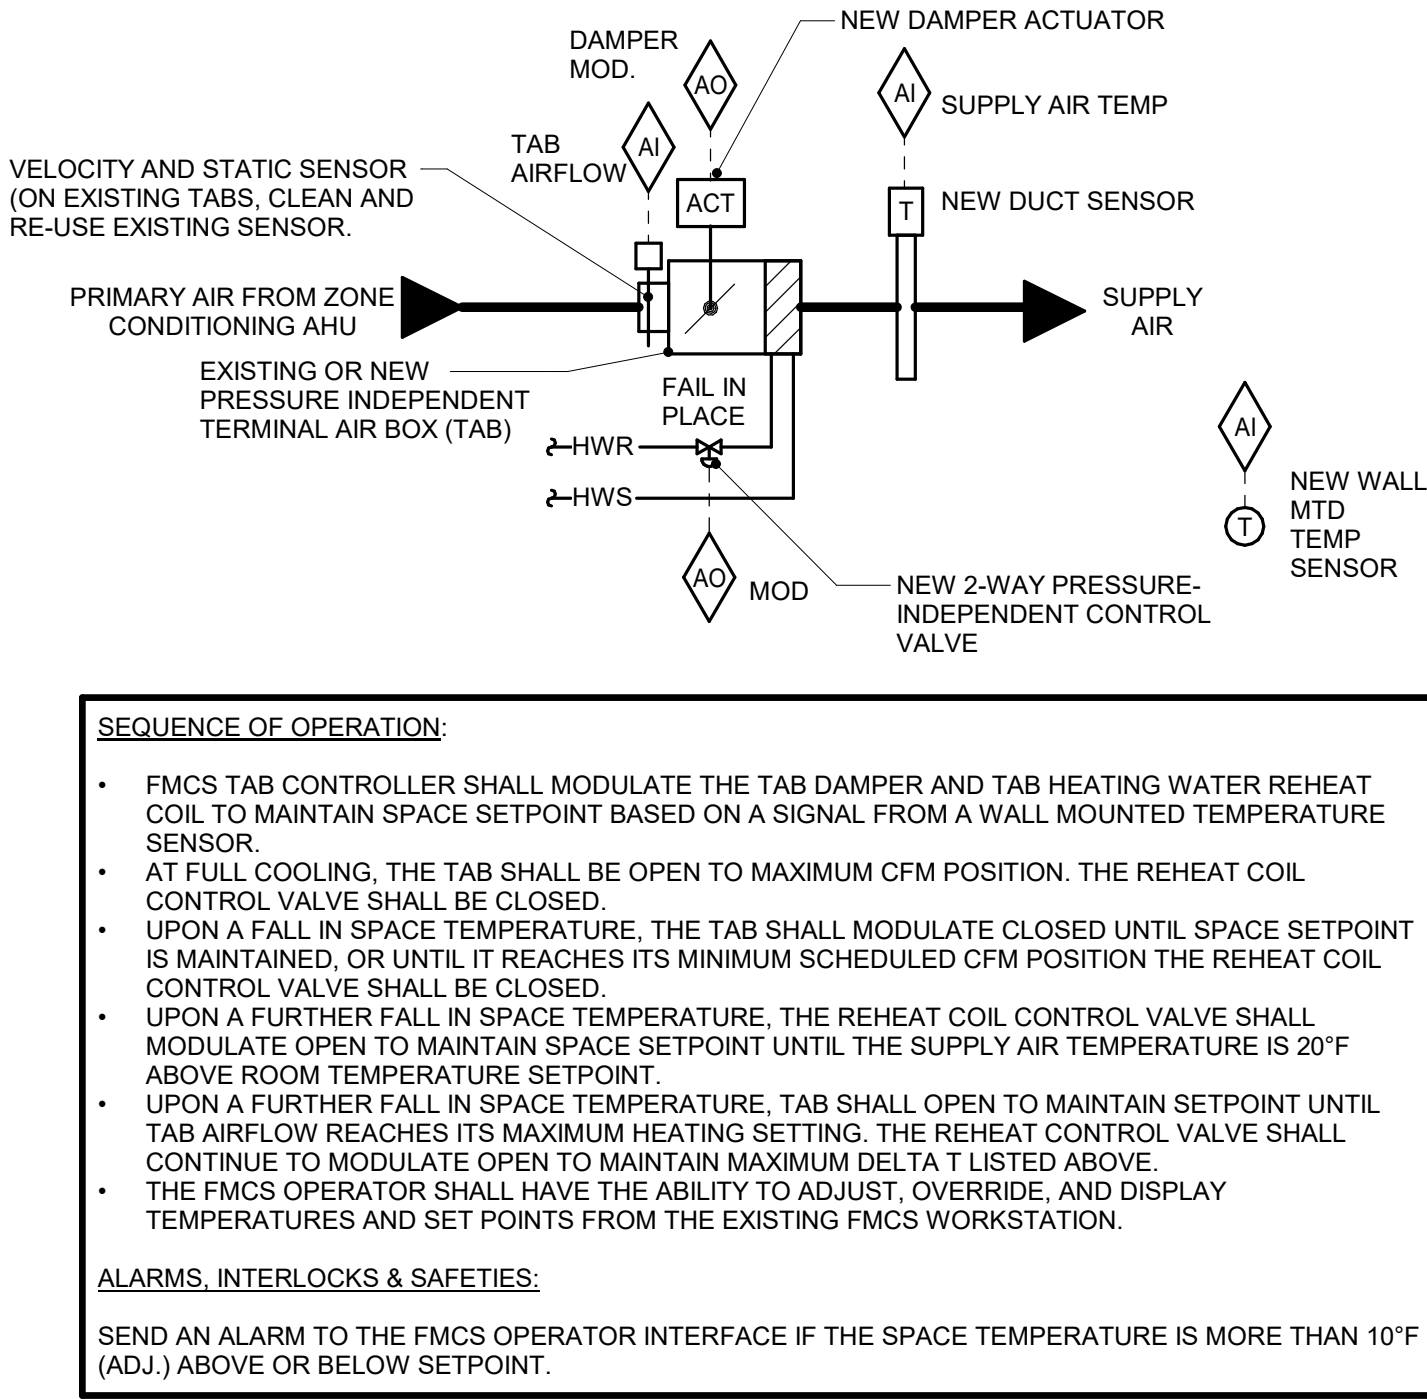 NEW DAMPER ACTUATOR
DAMPER
MOD.
AO
AI
SUPPLY AIR TEMP
TAB
AIRFLOW
AI
VELOCITY AND STATIC SENSOR
(ON EXISTING TABS, CLEAN AND
RE-USE EXISTING SENSOR.
ACT
T
NEW DUCT SENSOR
PRIMARY AIR FROM ZONE
CONDITIONING AHU
SUPPLY
AIR
EXISTING OR NEW
PRESSURE INDEPENDENT
TERMINAL AIR BOX (TAB)
FAIL IN
PLACE
HWR
HWS
AI
T
NEW WALL
MTD
TEMP
SENSOR
AO
MOD
NEW 2-WAY PRESSURE-
INDEPENDENT CONTROL
VALVE
SEQUENCE OF OPERATION:
• FMCS TAB CONTROLLER SHALL MODULATE THE TAB DAMPER AND TAB HEATING WATER REHEAT
COIL TO MAINTAIN SPACE SETPOINT BASED ON A SIGNAL FROM A WALL MOUNTED TEMPERATURE
SENSOR.
• AT FULL COOLING, THE TAB SHALL BE OPEN TO MAXIMUM CFM POSITION. THE REHEAT COIL
CONTROL VALVE SHALL BE CLOSED.
• UPON A FALL IN SPACE TEMPERATURE, THE TAB SHALL MODULATE CLOSED UNTIL SPACE SETPOINT
IS MAINTAINED, OR UNTIL IT REACHES ITS MINIMUM SCHEDULED CFM POSITION THE REHEAT COIL
CONTROL VALVE SHALL BE CLOSED.
• UPON A FURTHER FALL IN SPACE TEMPERATURE, THE REHEAT COIL CONTROL VALVE SHALL
MODULATE OPEN TO MAINTAIN SPACE SETPOINT UNTIL THE SUPPLY AIR TEMPERATURE IS 20°F
ABOVE ROOM TEMPERATURE SETPOINT.
• UPON A FURTHER FALL IN SPACE TEMPERATURE, TAB SHALL OPEN TO MAINTAIN SETPOINT UNTIL
TAB AIRFLOW REACHES ITS MAXIMUM HEATING SETTING. THE REHEAT CONTROL VALVE SHALL
CONTINUE TO MODULATE OPEN TO MAINTAIN MAXIMUM DELTA T LISTED ABOVE.
• THE FMCS OPERATOR SHALL HAVE THE ABILITY TO ADJUST, OVERRIDE, AND DISPLAY
TEMPERATURES AND SET POINTS FROM THE EXISTING FMCS WORKSTATION.
ALARMS, INTERLOCKS & SAFETIES:
SEND AN ALARM TO THE FMCS OPERATOR INTERFACE IF THE SPACE TEMPERATURE IS MORE THAN 10°F
(ADJ.) ABOVE OR BELOW SETPOINT.